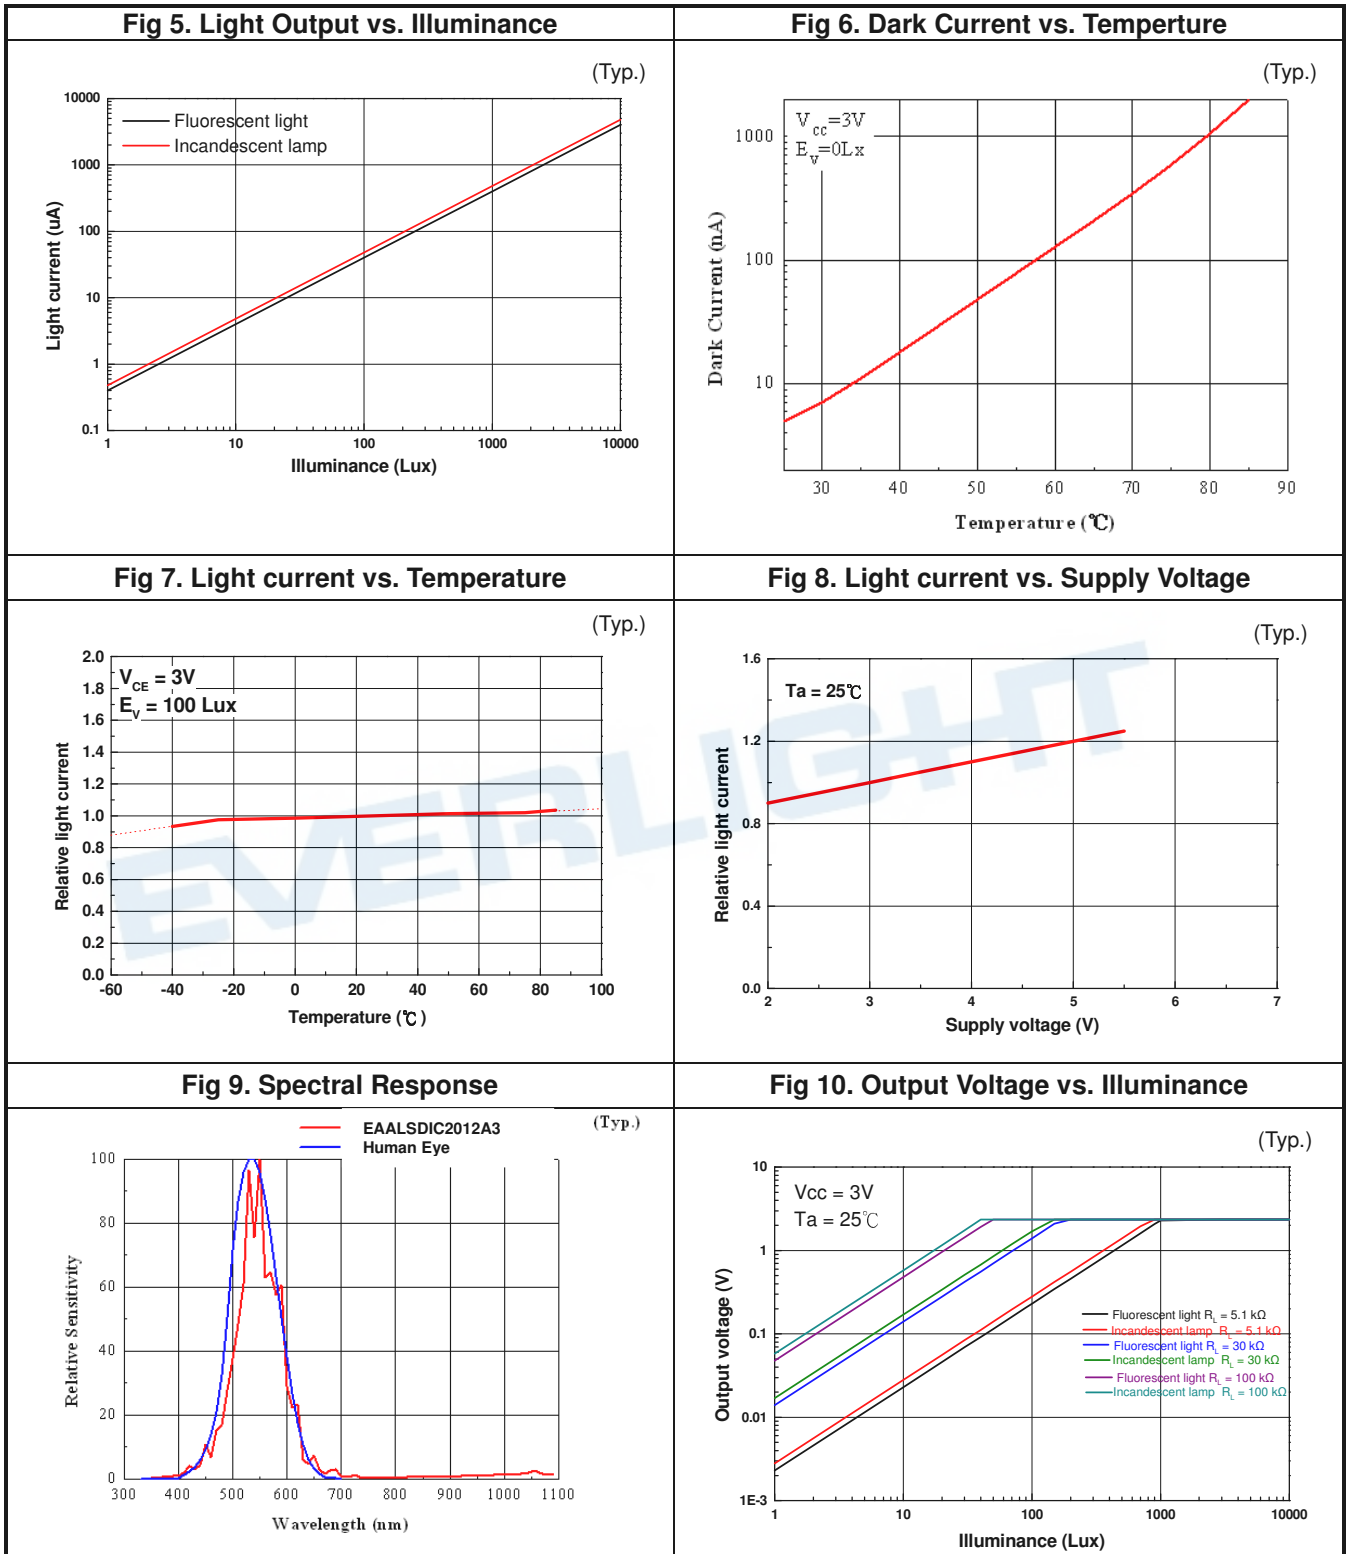 Fig 5. Light Output vs. Illuminance
(Typ.)
10000
1000
100
10
1
0.1
Fluorescent light
Incandescent lamp
Light current (uA)
1 10 100 1000 10000
Illuminance (Lux)
Fig 6. Dark Current vs. Temperture
(Typ.)
Vcc=3V
Ev=0Lx
1000
100
10
Dark Current (nA)
30 40 50 60 70 80 90
Temperature (℃)
Fig 7. Light current vs. Temperature
(Typ.)
VCE = 3V
EV = 100 Lux
2.0
1.8
1.6
1.4
1.2
1.0
0.8
0.6
0.4
0.2
0.0
Relative light current
-60 -40 -20 0 20 40 60 80 100
Temperature (℃)
Fig 8. Light current vs. Supply Voltage
(Typ.)
Ta = 25℃
1.6
1.2
0.8
0.4
0.0
Relative light current
2 3 4 5 6 7
Supply voltage (V)
EVERLIGHT
Fig 9. Spectral Response
(Typ.)
EAALSDIC2012A3
Human Eye
100
80
60
40
20
0
Relative Sensitivity
300 400 500 600 700 800 900 1000 1100
Wavelength (nm)
Fig 10. Output Voltage vs. Illuminance
(Typ.)
Vcc = 3V
Ta = 25℃
10
1
0.1
0.01
1E-3
Output voltage (V)
Fluorescent light RL = 5.1 kΩ
Incandescent lamp RL = 5.1 kΩ
Fluorescent light RL = 30 kΩ
Incandescent lamp RL = 30 kΩ
Fluorescent light RL = 100 kΩ
Incandescent lamp RL = 100 kΩ
1 10 100 1000 10000
Illuminance (Lux)